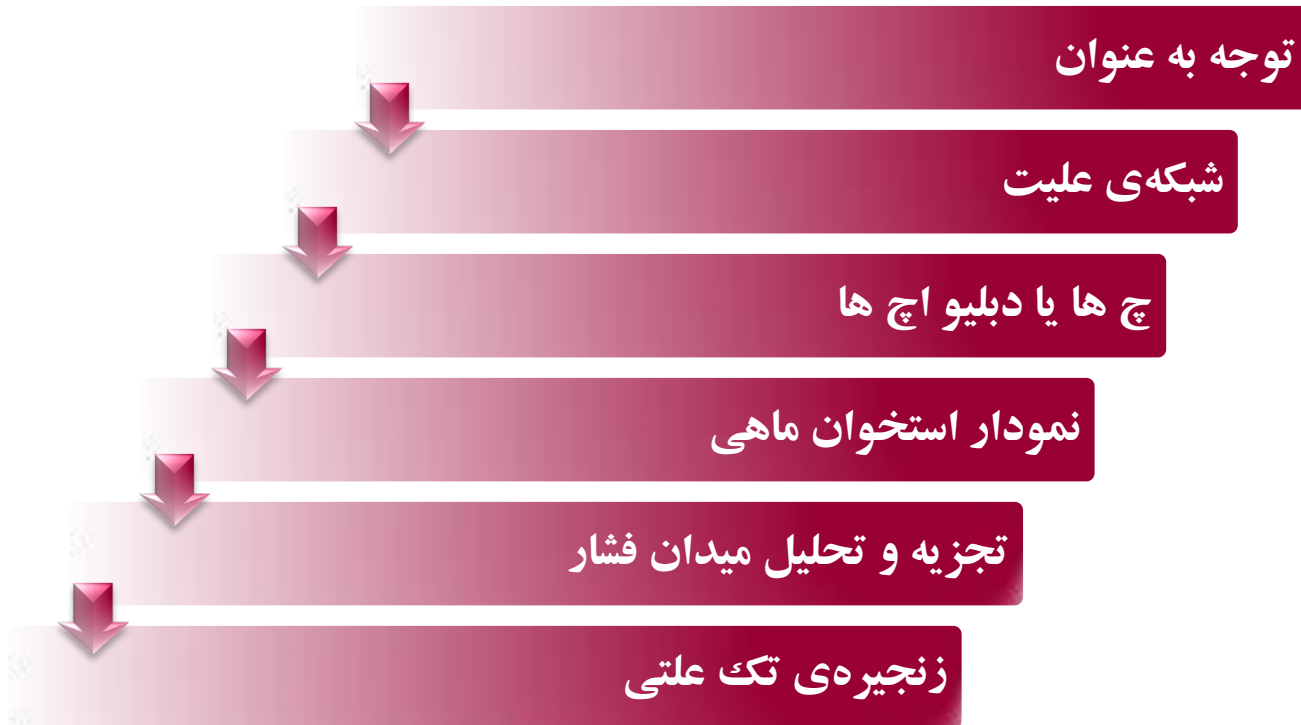 توجه به عنوان
شبکه‌ی علیت
چ ها یا دبلیو اچ ها
نمودار استخوان ماهی
تجزیه و تحلیل میدان فشار
زنجیره‌ی تک علتی